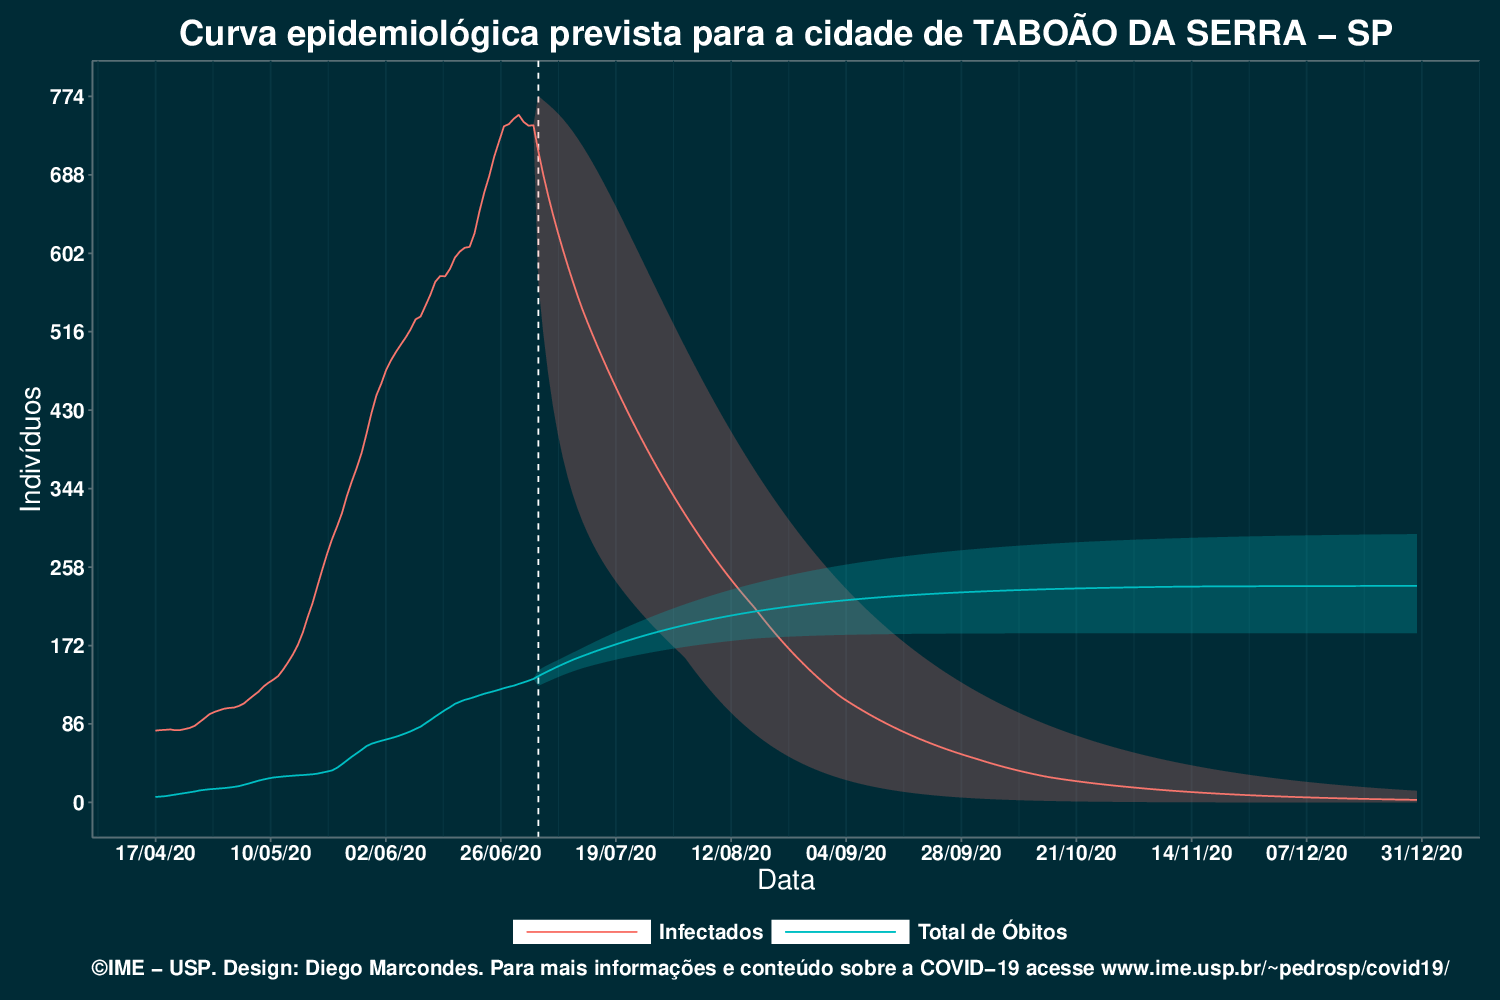 Curva epidemiológica prevista para a cidade de TABOÃO DA SERRA – SP
Indivíduos
774
688
602
516
430
344
258
172
86
0
17/04/20 10/05/20 02/06/20 26/06/20 19/07/20 12/08/20 04/09/20 28/09/20 21/10/20 14/11/20 07/12/20 31/12/20
Data
Infectados Total de Óbitos
©IME – USP. Design: Diego Marcondes. Para mais informações e conteúdo sobre a COVID–19 acesse www.ime.usp.br/~pedrosp/covid19/